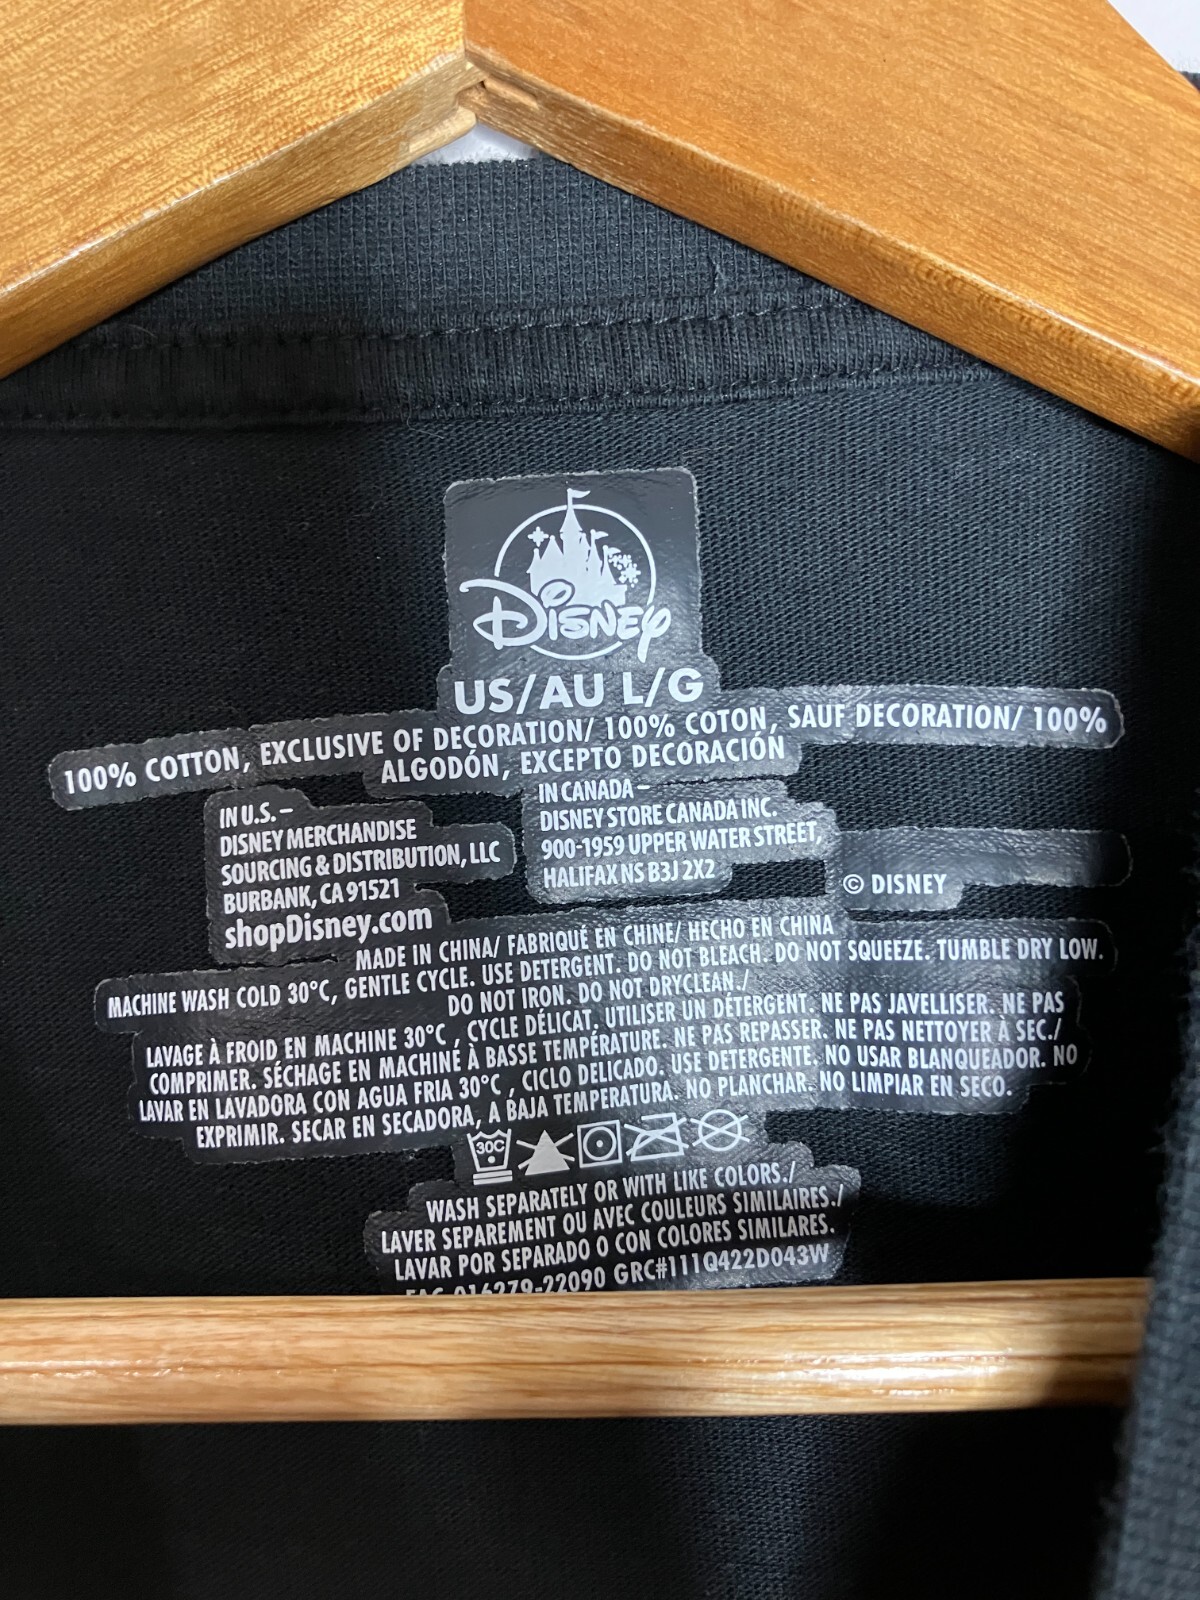 DISNEY
US/AU L/G
100% COTTON, EXCLUSIVE OF DECORATION/ 100% COTON, SAUF DECORATION/ 100%
ALGODÓN, EXCEPTO DECORACIÓN
IN U.S. –
DISNEY MERCHANDISE
SOURCING & DISTRIBUTION, LLC
BURBANK, CA 91521
shopDisney.com
IN CANADA –
DISNEY STORE CANADA INC.
900-1959 UPPER WATER STREET,
HALIFAX NS B3J 2X2
© DISNEY
MADE IN CHINA/ FABRIQUÉ EN CHINE/ HECHO EN CHINA
MACHINE WASH COLD 30°C, GENTLE CYCLE. USE DETERGENT. DO NOT BLEACH. DO NOT SQUEEZE. TUMBLE DRY LOW.
DO NOT IRON. DO NOT DRYCLEAN./
LAVAGE À FROID EN MACHINE 30°C , CYCLE DÉLICAT. UTILISER UN DÉTERGENT. NE PAS JAVELLISER. NE PAS
COMPRIMER. SÉCHAGE EN MACHINE À BASSE TEMPÉRATURE. NE PAS REPASSER. NE PAS NETTOYER À SEC./
LAVAR EN LAVADORA CON AGUA FRIA 30°C , CICLO DELICADO. USE DETERGENTE. NO USAR BLANQUEADOR. NO
EXPRIMIR. SECAR EN SECADORA, A BAJA TEMPERATURA. NO PLANCHAR. NO LIMPIAR EN SECO.
30C
WASH SEPARATELY OR WITH LIKE COLORS./
LAVER SEPAREMENT OU AVEC COULEURS SIMILAIRES./
LAVAR POR SEPARADO O CON COLORES SIMILARES.
FAC-016279-22090 GRC#111Q422D043W